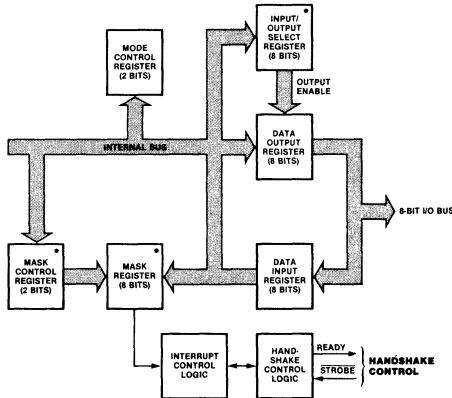 INPUT/
OUTPUT
SELECT
REGISTER
(8 BITS)
MODE
CONTROL
REGISTER
(2 BITS)
OUTPUT
ENABLE
DATA
OUTPUT
REGISTER
(8 BITS)
INTERNAL BUS
8-BIT I/O BUS
MASK
CONTROL
REGISTER
(2 BITS)
MASK
REGISTER
(8 BITS)
DATA
INPUT
REGISTER
(8 BITS)
INTERRUPT
CONTROL
LOGIC
HAND-
SHAKE
CONTROL
LOGIC
READY
STROBE
HANDSHAKE
CONTROL